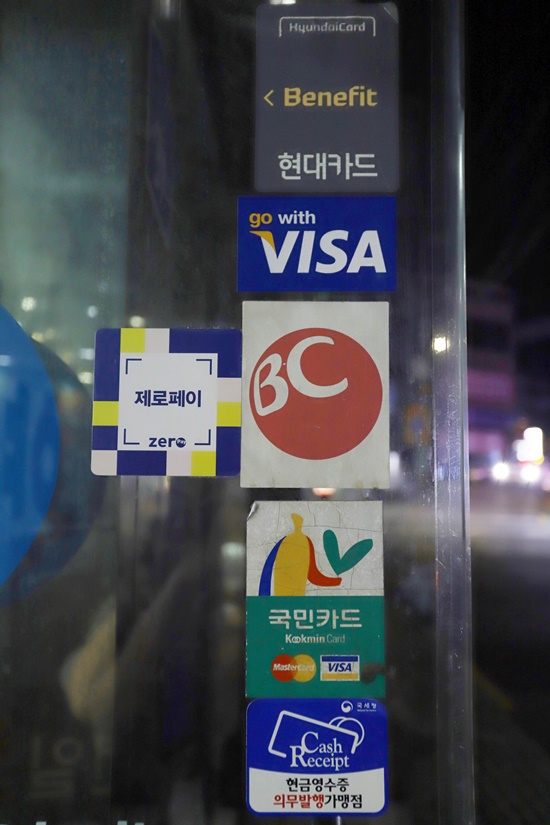 HyundaiCard
< Benefit
현대카드
go with
VISA
BC
제로페이
zero
국민카드
Kookmin Card
MasterCard
VISA
국세청
Cash
Receipt
현금영수증
의무발행가맹점